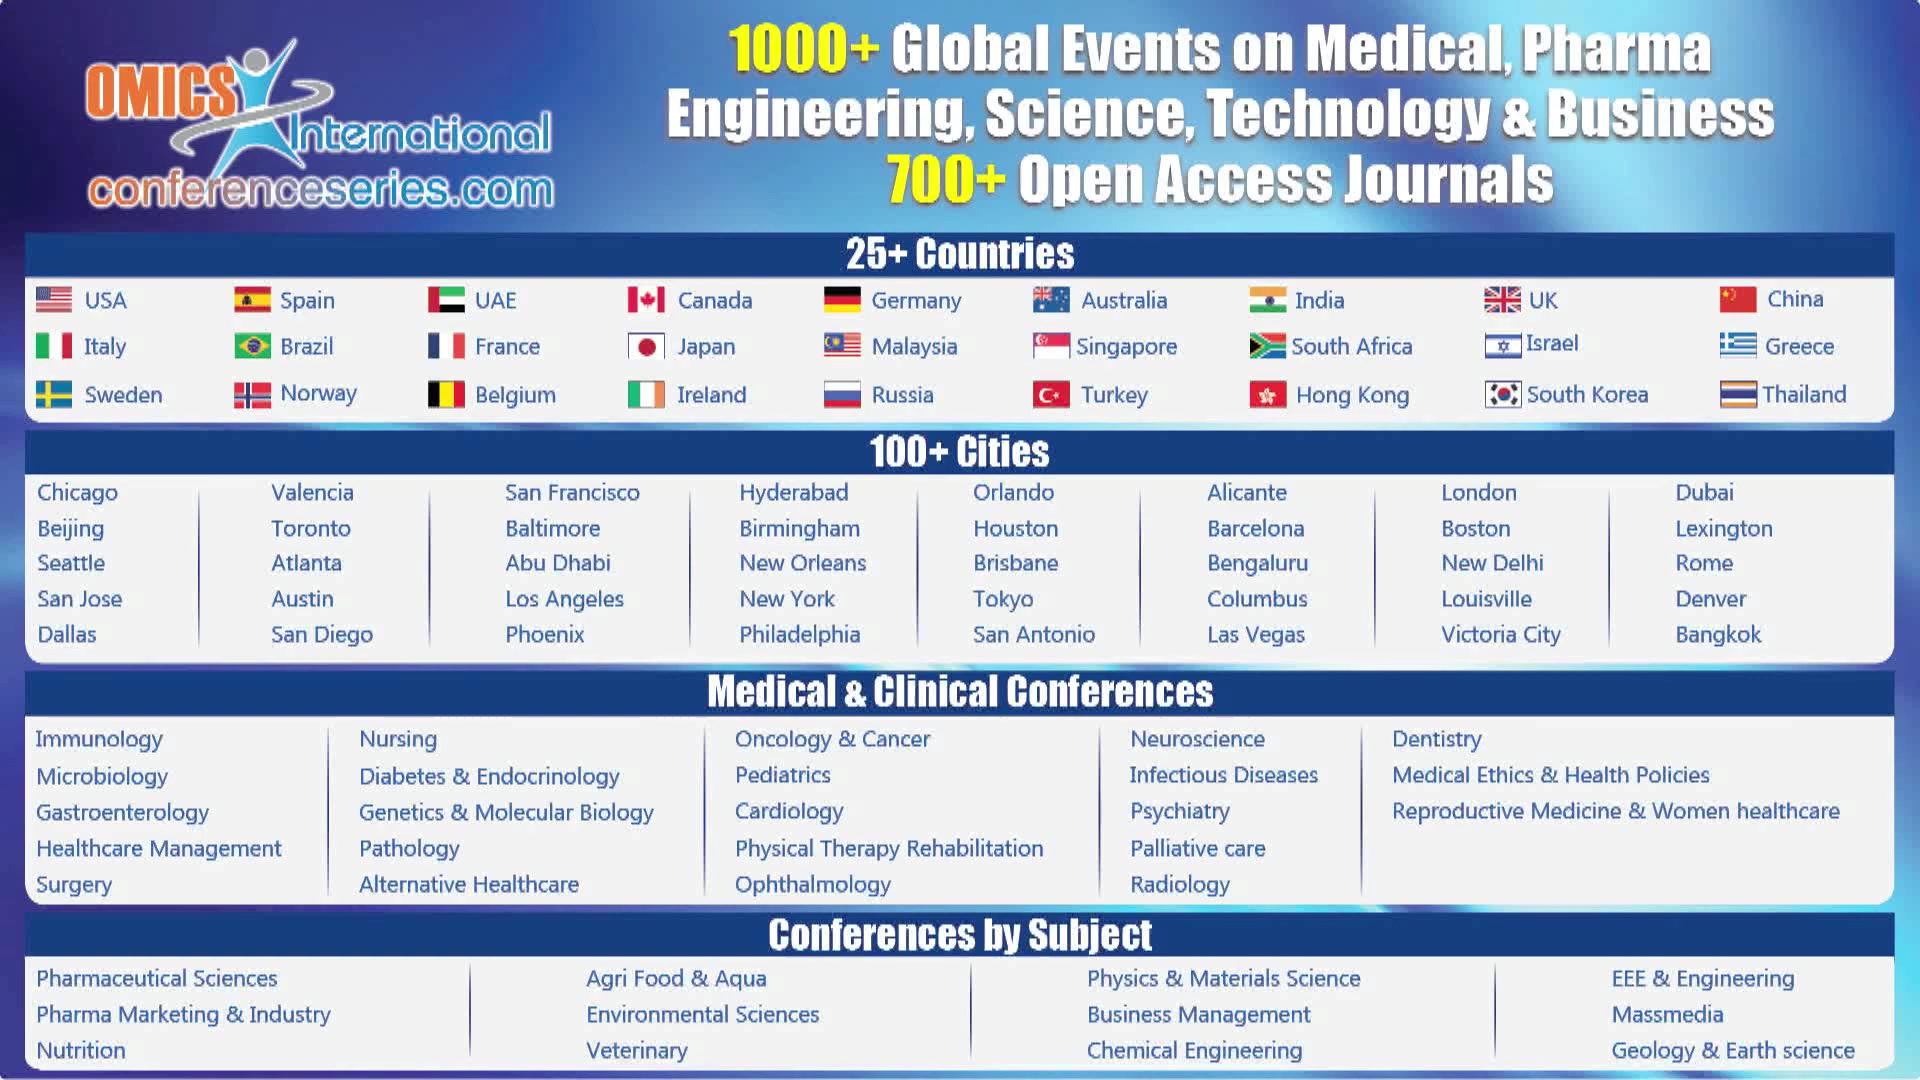 OMICS
International
conferenceseries.com
1000+ Global Events on Medical, Pharma
Engineering, Science, Technology & Business
700+ Open Access Journals
25+ Countries
USA Spain UAE Canada Germany Australia India UK China
Italy Brazil France Japan Malaysia Singapore South Africa Israel Greece
Sweden Norway Belgium Ireland Russia Turkey Hong Kong South Korea Thailand
100+ Cities
Chicago Valencia San Francisco Hyderabad Orlando Alicante London Dubai
Beijing Toronto Baltimore Birmingham Houston Barcelona Boston Lexington
Seattle Atlanta Abu Dhabi New Orleans Brisbane Bengaluru New Delhi Rome
San Jose Austin Los Angeles New York Tokyo Columbus Louisville Denver
Dallas San Diego Phoenix Philadelphia San Antonio Las Vegas Victoria City Bangkok
Medical & Clinical Conferences
Immunology Nursing Oncology & Cancer Neuroscience Dentistry
Microbiology Diabetes & Endocrinology Pediatrics Infectious Diseases Medical Ethics & Health Policies
Gastroenterology Genetics & Molecular Biology Cardiology Psychiatry Reproductive Medicine & Women healthcare
Healthcare Management Pathology Physical Therapy Rehabilitation Palliative care
Surgery Alternative Healthcare Ophthalmology Radiology
Conferences by Subject
Pharmaceutical Sciences Agri Food & Aqua Physics & Materials Science EEE & Engineering
Pharma Marketing & Industry Environmental Sciences Business Management Massmedia
Nutrition Veterinary Chemical Engineering Geology & Earth science